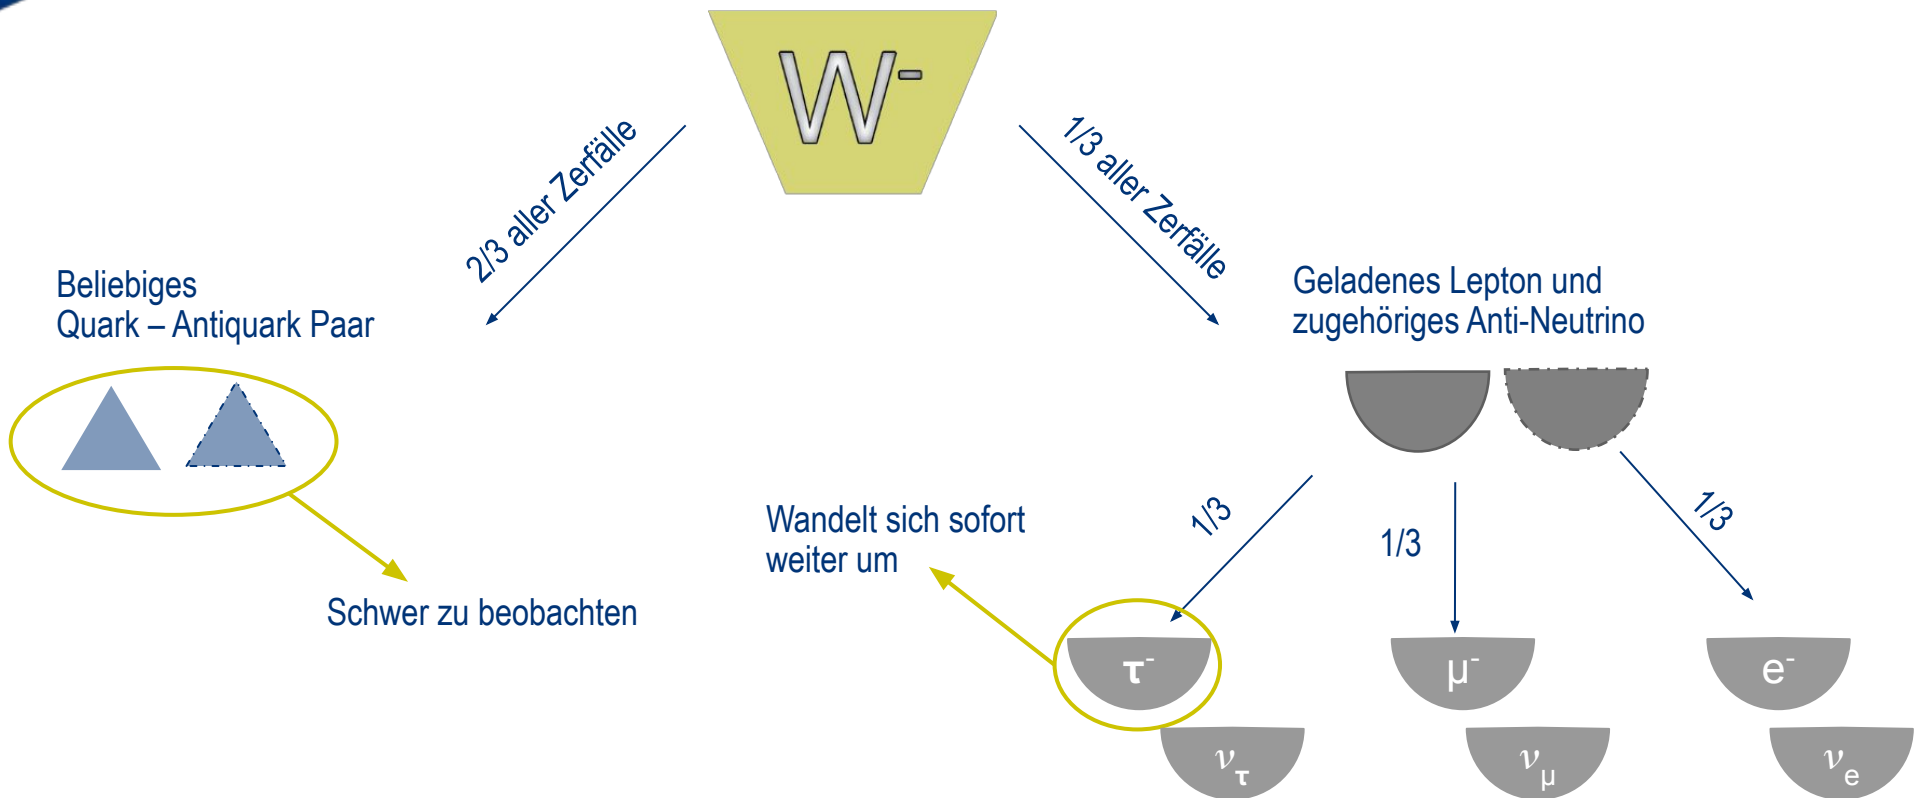 W-
2/3 aller Zerfälle
1/3 aller Zerfälle
Beliebiges
Quark – Antiquark Paar
Geladenes Lepton und
zugehöriges Anti-Neutrino
Schwer zu beobachten
Wandelt sich sofort
weiter um
1/3
1/3
1/3
τ-
μ-
e-
ντ
νμ
νe